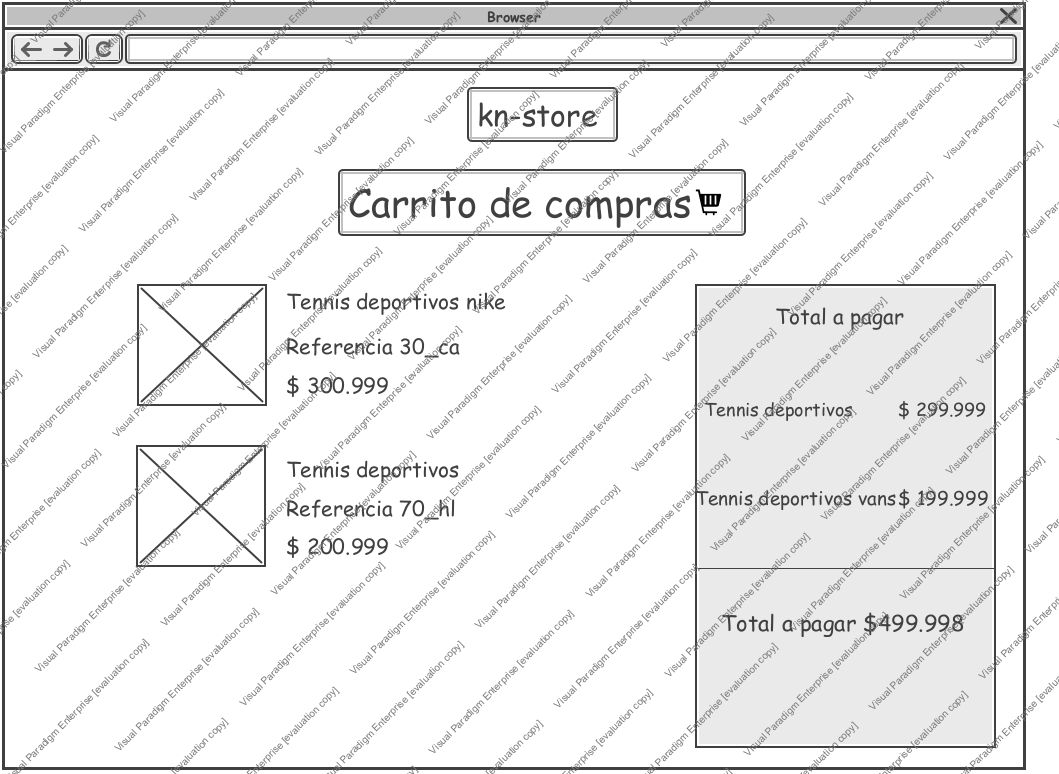 Browser
kn-store
Carrito de compras
Tennis deportivos nike
Referencia 30_ca
$ 300.999
Tennis deportivos
Referencia 70_hl
$ 200.999
Total a pagar
Tennis deportivos $ 299.999
Tennis deportivos vans $ 199.999
Total a pagar $499.998
Visual Paradigm Enterprise [evaluation copy]